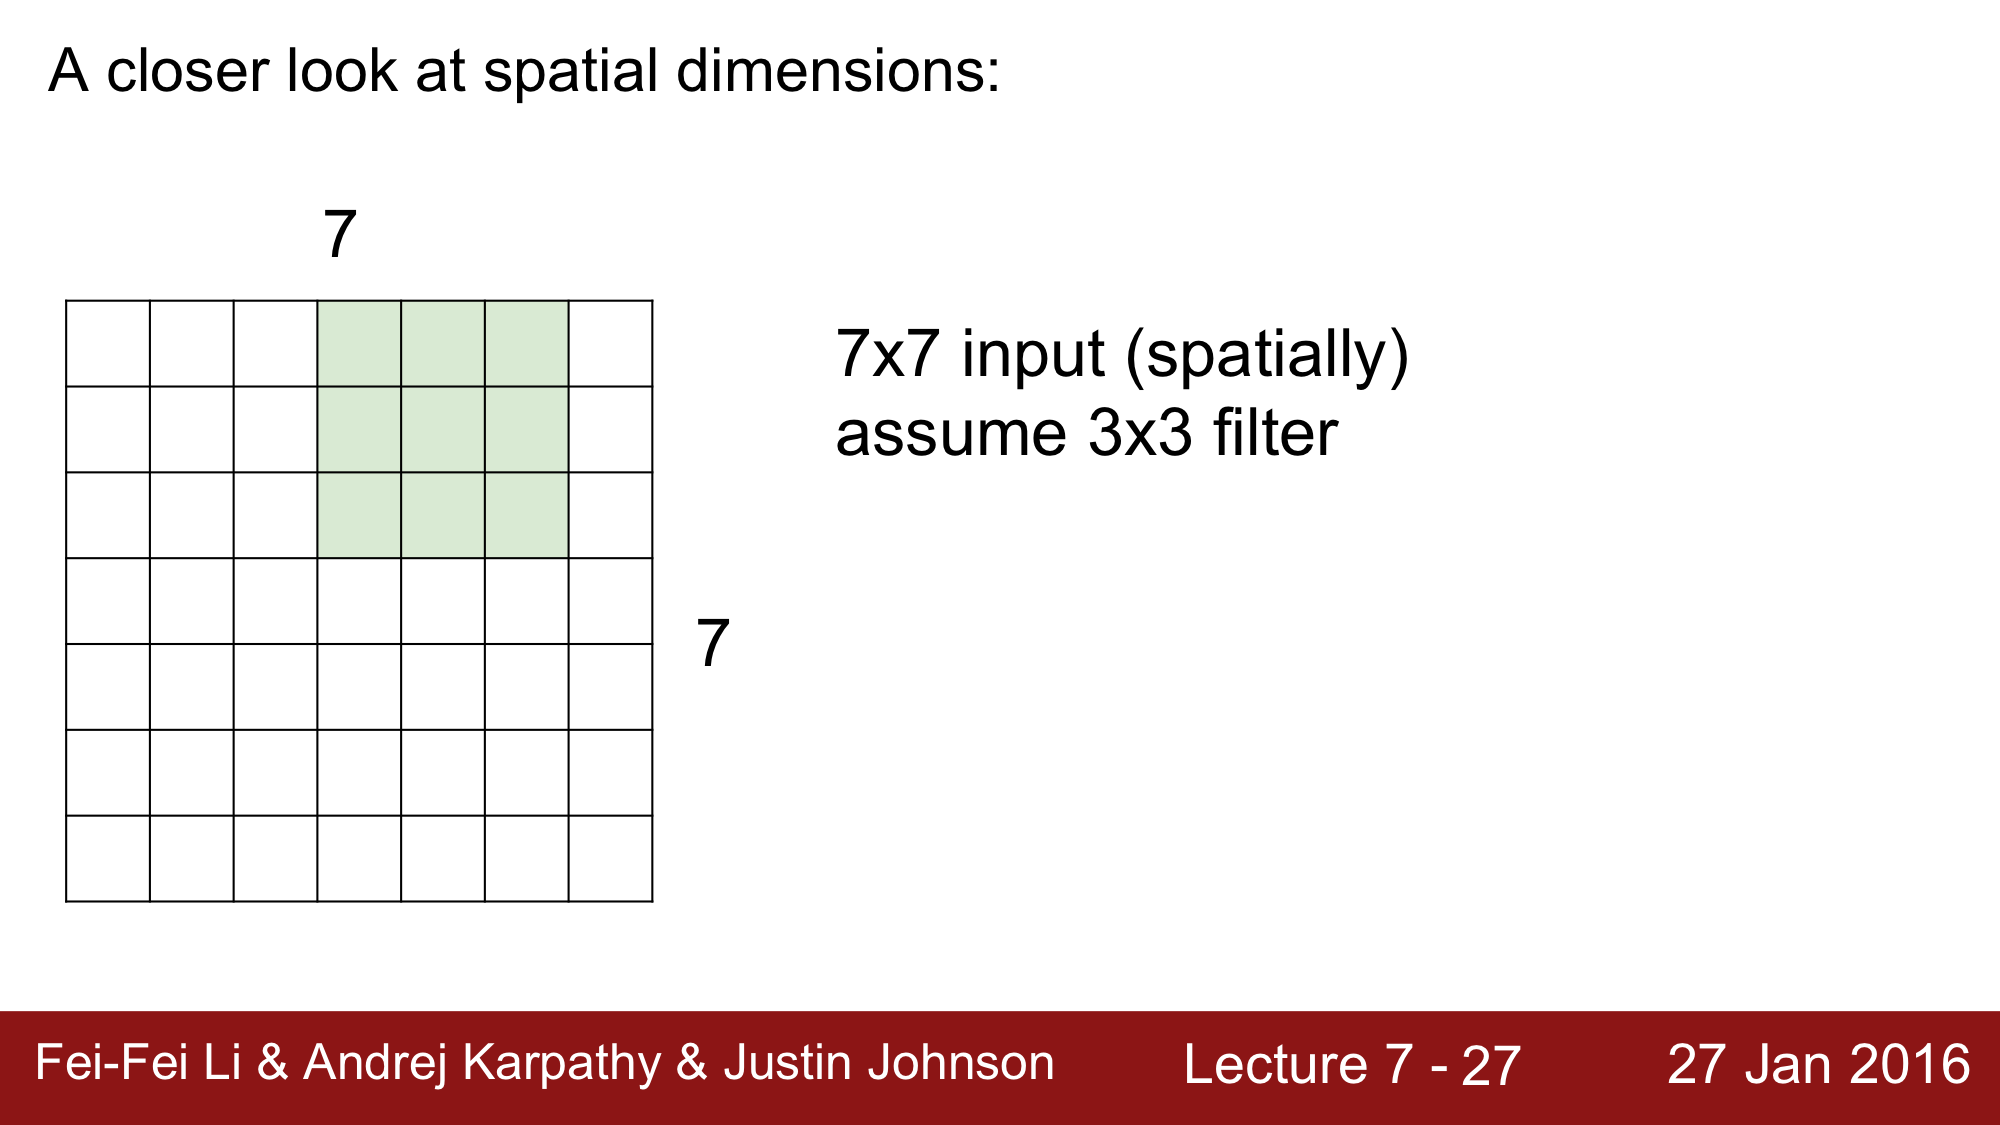 A closer look at spatial dimensions:
7
7x7 input (spatially)
assume 3x3 filter
7
Fei-Fei Li & Andrej Karpathy & Justin Johnson
Lecture 7 - 27
27 Jan 2016